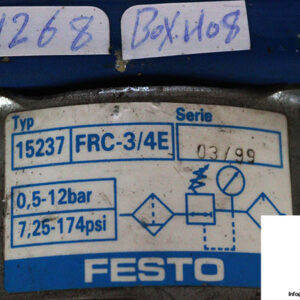 1268
BOX.H08
Typ
Serie
15237
FRC-3/4E
03/99
0,5-12bar
7,25-174psi
FESTO